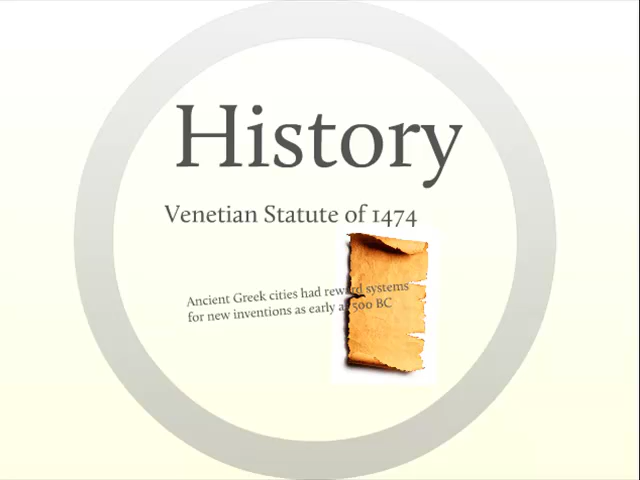 History
Venetian Statute of 1474
Ancient Greek cities had reward systems
for new inventions as early as 500 BC